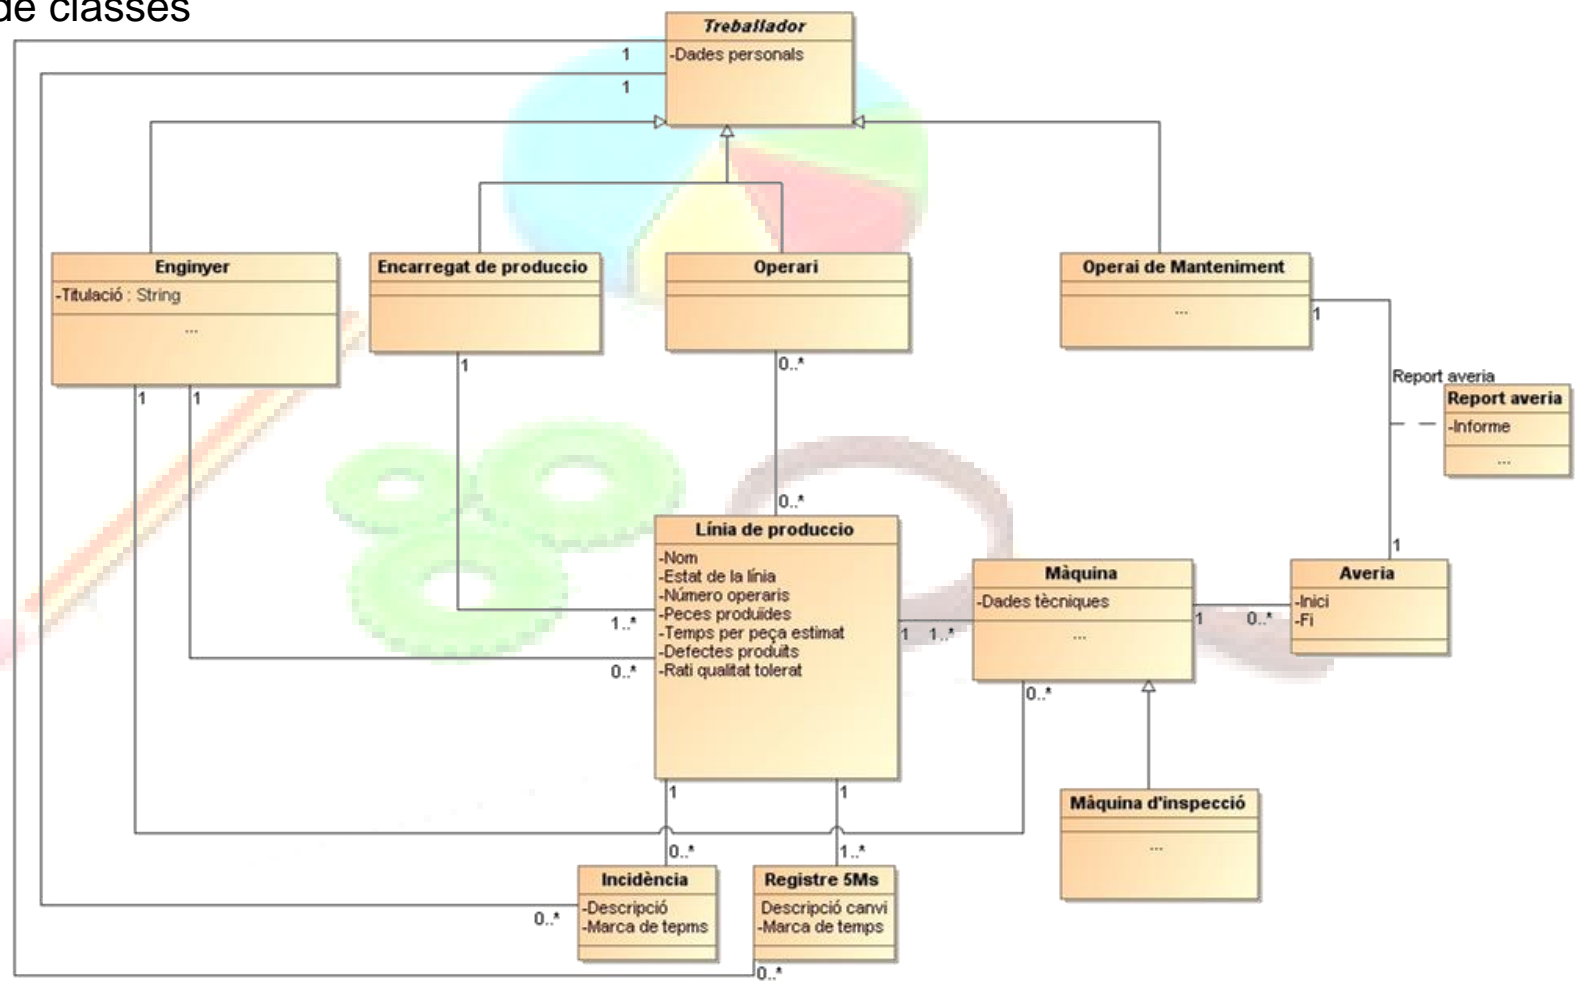 de classes
Treballador
-Dades personals
1
1
Enginyer
-Titulació : String
...
Encarregat de produccio
Operari
Operai de Manteniment
...
1
1
1
0..*
1
Report averia
Report averia
-Informe
...
0..*
1
Línia de produccio
-Nom
-Estat de la línia
-Número operaris
-Peces produïdes
-Temps per peça estimat
-Defectes produïts
-Rati qualitat tolerat
1..*
0..*
1
1..*
Màquina
-Dades tècniques
...
1
0..*
Averia
-Inici
-Fi
0..*
Màquina d'inspecció
...
1
1
0..*
1..*
Incidència
-Descripció
-Marca de tepms
0..*
Registre 5Ms
Descripció canvi
-Marca de temps
0..*